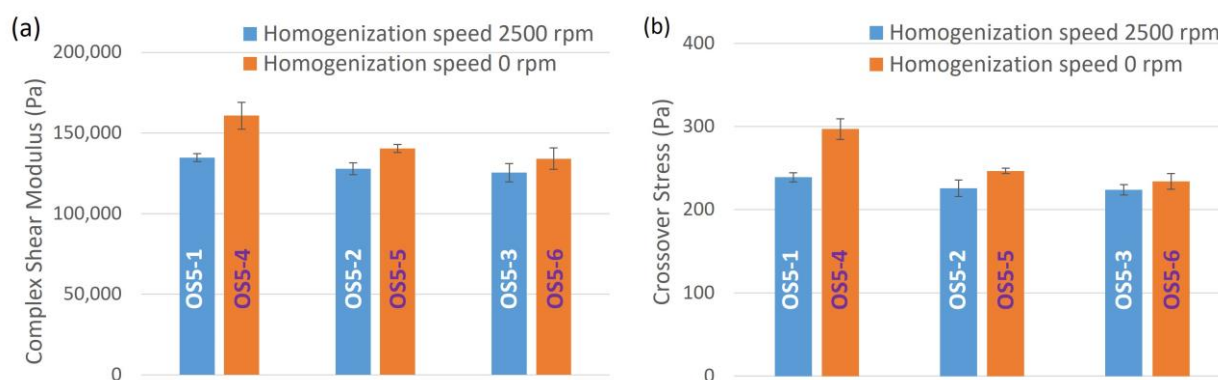 (a)
Homogenization speed 2500 rpm
Homogenization speed 0 rpm
Complex Shear Modulus (Pa)
200,000
150,000
100,000
50,000
0
OS5-1
OS5-4
OS5-2
OS5-5
OS5-3
OS5-6
(b)
Homogenization speed 2500 rpm
Homogenization speed 0 rpm
Crossover Stress (Pa)
400
300
200
100
0
OS5-1
OS5-4
OS5-2
OS5-5
OS5-3
OS5-6